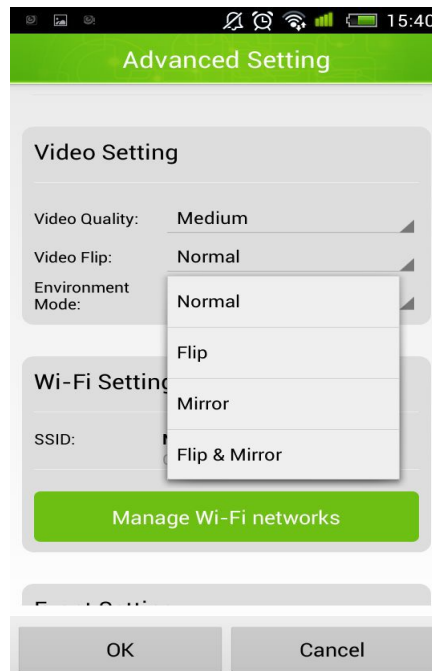 15:40
Advanced Setting
Video Setting
Video Quality: Medium
Video Flip: Normal
Environment
Mode:
Normal
Flip
Mirror
Flip & Mirror
Wi-Fi Setting
SSID:
Manage Wi-Fi networks
OK Cancel